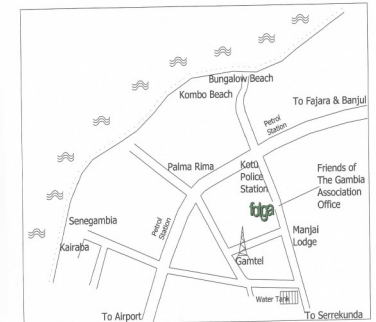 Bungalow Beach
Kombo Beach
To Fajara & Banjul
Petrol
Station
Palma Rima
Kotu
Police
Station
Friends of
The Gambia
Association
Office
fotga
Senegambia
Petrol
Station
Manjai
Lodge
Kairaba
Gamtel
Water Tank
To Airport
To Serrekunda